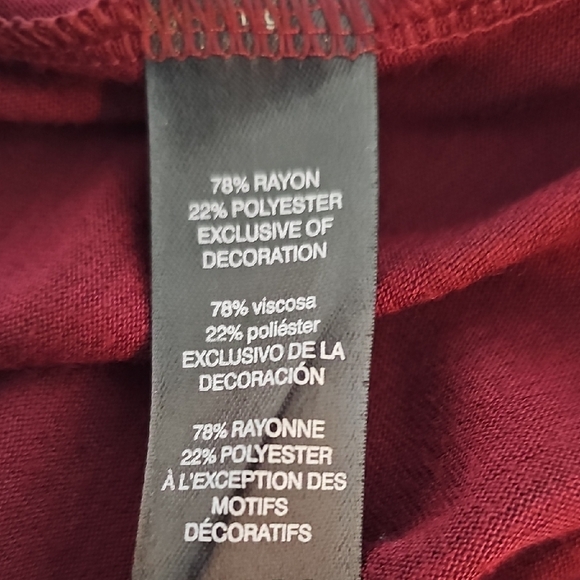 78% RAYON
22% POLYESTER
EXCLUSIVE OF
DECORATION
78% viscosa
22% poliéster
EXCLUSIVO DE LA
DECORACIÓN
78% RAYONNE
22% POLYESTER
À L'EXCEPTION DES
MOTIFS
DÉCORATIFS